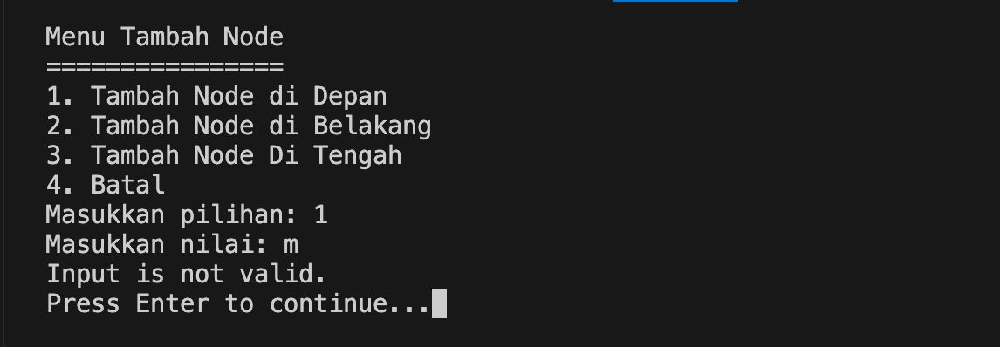 Menu Tambah Node
================
1. Tambah Node di Depan
2. Tambah Node di Belakang
3. Tambah Node Di Tengah
4. Batal
Masukkan pilihan: 1
Masukkan nilai: m
Input is not valid.
Press Enter to continue...